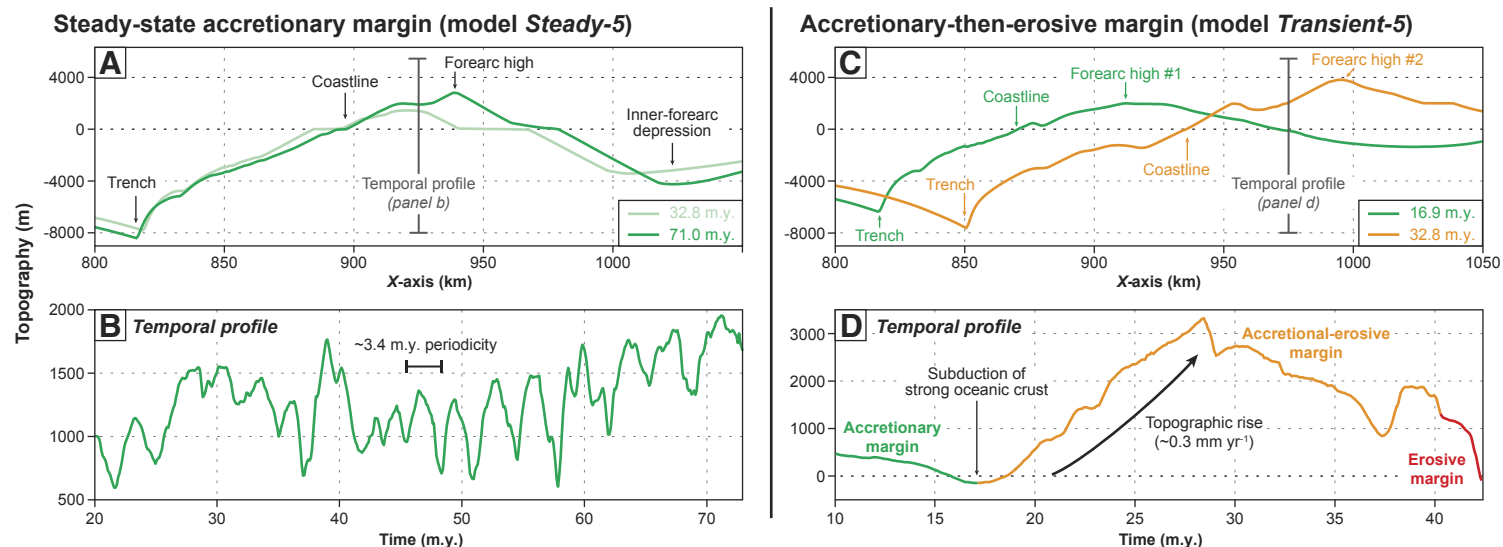 Steady-state accretionary margin (model Steady-5)
A
Coastline
Forearc high
Inner-forearc
depression
Trench
Temporal profile
(panel b)
32.8 m.y.
71.0 m.y.
4000
0
-4000
-8000
800
850
900
950
1000
X-axis (km)
Topography (m)
B
Temporal profile
~3.4 m.y. periodicity
2000
1500
1000
500
20
30
40
50
60
70
Time (m.y.)
Accretionary-then-erosive margin (model Transient-5)
C
Forearc high #1
Forearc high #2
Coastline
Trench
Trench
Coastline
Temporal profile
(panel d)
16.9 m.y.
32.8 m.y.
4000
0
-4000
-8000
800
850
900
950
1000
1050
X-axis (km)
D
Temporal profile
Accretional-erosive
margin
Subduction of
strong oceanic crust
Topographic rise
(~0.3 mm yr-1)
Accretionary
margin
Erosive
margin
3000
2000
1000
0
10
15
20
25
30
35
40
Time (m.y.)